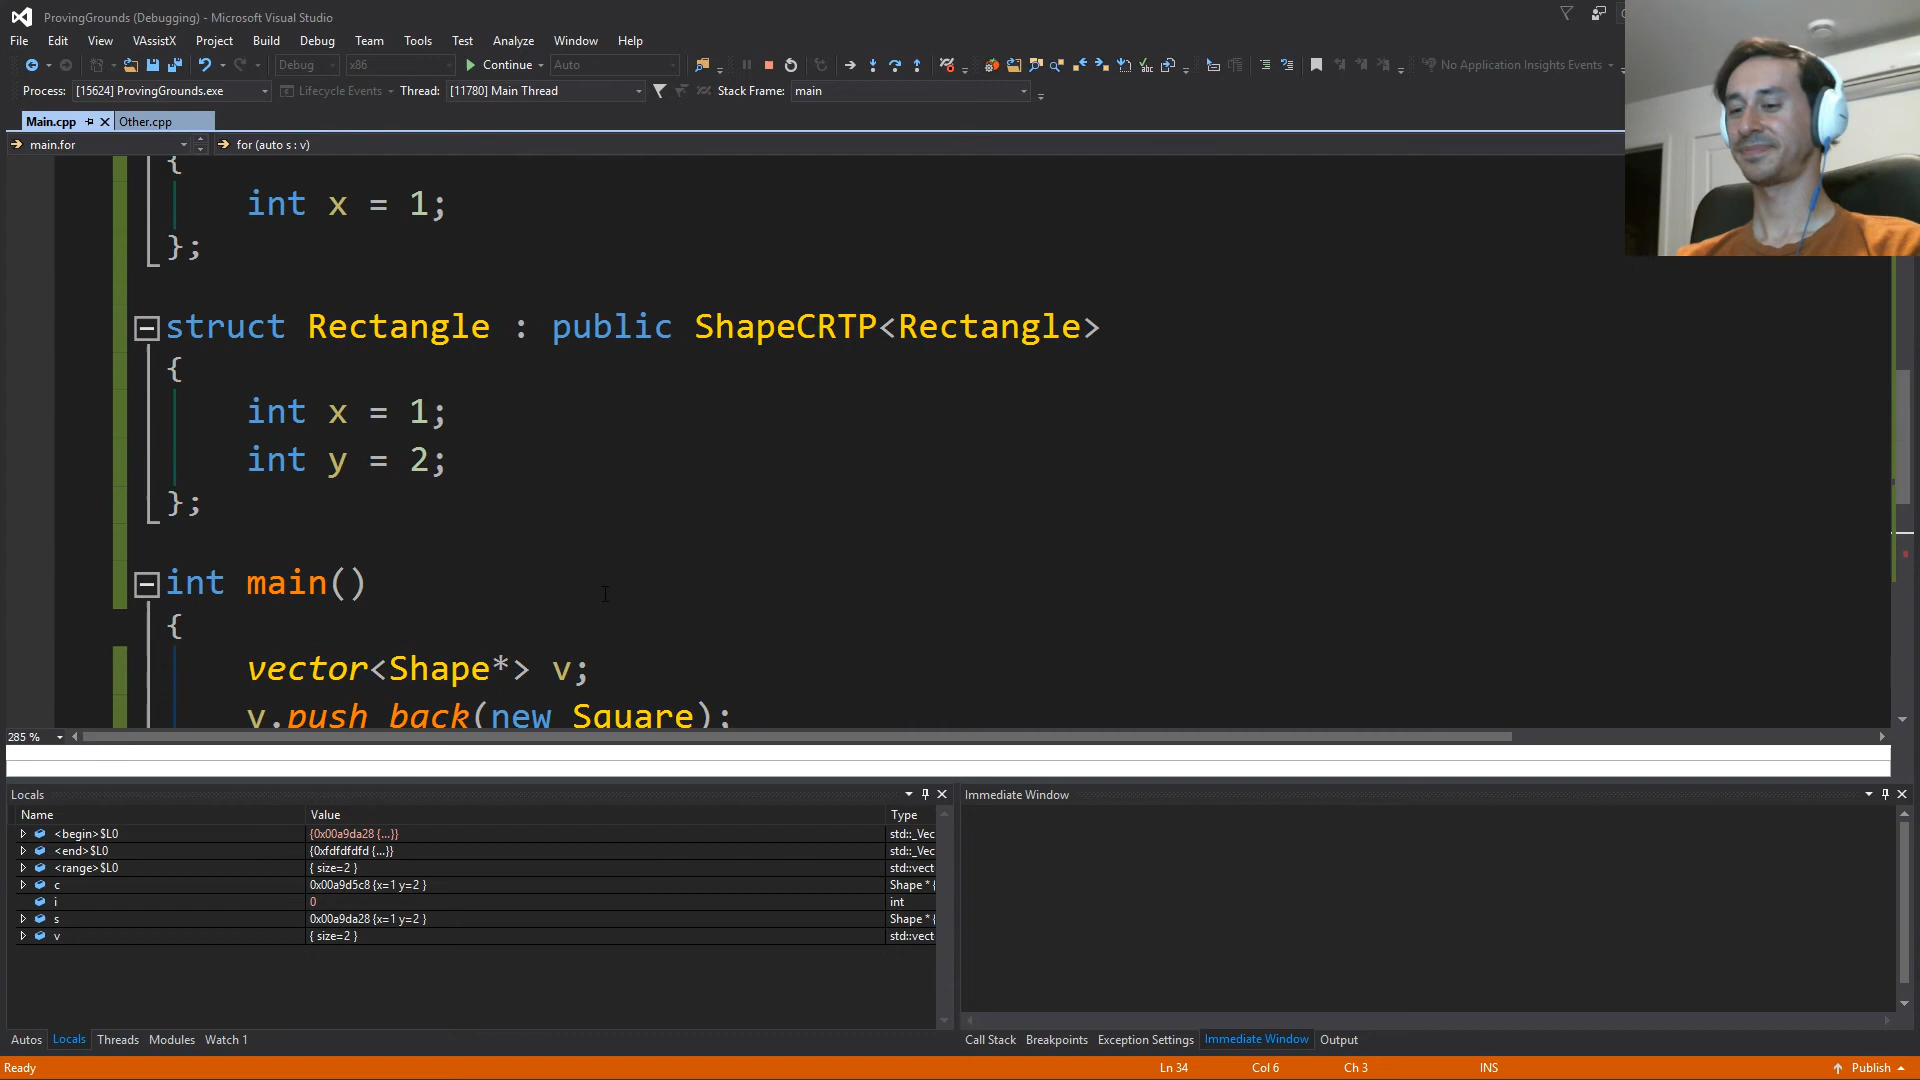 ProvingGrounds (Debugging) - Microsoft Visual Studio
File Edit View VAssistX Project Build Debug Team Tools Test Analyze Window Help
Debug x86 Continue Auto No Application Insights Events
Process: [15624] ProvingGrounds.exe Lifecycle Events Thread: [11780] Main Thread Stack Frame: main
Main.cpp Other.cpp
main.for for (auto s : v)
{
int x = 1;
};
struct Rectangle : public ShapeCRTP<Rectangle>
{
int x = 1;
int y = 2;
};
int main()
{
vector<Shape*> v;
v.push_back(new Square);
285 %
Locals
Name Value Type
<begin>$L0 {0x00a9da28 {...}} std::_Vec
<end>$L0 {0xfdfdfdfd {...}} std::_Vec
<range>$L0 { size=2 } std::vect
c 0x00a9d5c8 {x=1 y=2 } Shape * {
i 0 int
s 0x00a9da28 {x=1 y=2 } Shape * {
v { size=2 } std::vect
Autos Locals Threads Modules Watch 1
Immediate Window
Call Stack Breakpoints Exception Settings Immediate Window Output
Ready Ln 34 Col 6 Ch 3 INS Publish